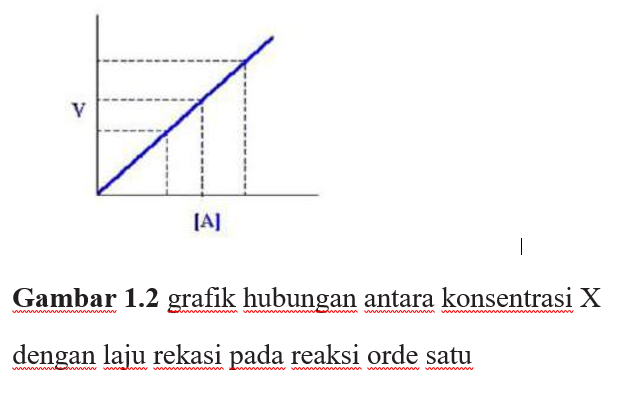 V
[A]
Gambar 1.2 grafik hubungan antara konsentrasi X
dengan laju rekasi pada reaksi orde satu